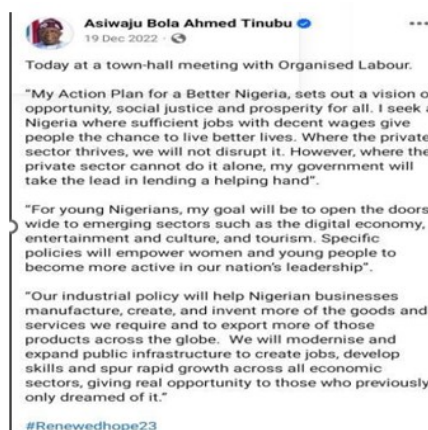 Asiwaju Bola Ahmed Tinubu
19 Dec 2022 ·
Today at a town-hall meeting with Organised Labour.
"My Action Plan for a Better Nigeria, sets out a vision o
opportunity, social justice and prosperity for all. I seek a
Nigeria where sufficient jobs with decent wages give
people the chance to live better lives. Where the private
sector thrives, we will not disrupt it. However, where the
private sector cannot do it alone, my government will
take the lead in lending a helping hand".
"For young Nigerians, my goal will be to open the doors
wide to emerging sectors such as the digital economy,
entertainment and culture, and tourism. Specific
policies will empower women and young people to
become more active in our nation's leadership".
"Our industrial policy will help Nigerian businesses
manufacture, create, and invent more of the goods and
services we require and to export more of those
products across the globe. We will modernise and
expand public infrastructure to create jobs, develop
skills and spur rapid growth across all economic
sectors, giving real opportunity to those who previously
only dreamed of it."
#Renewedhope23